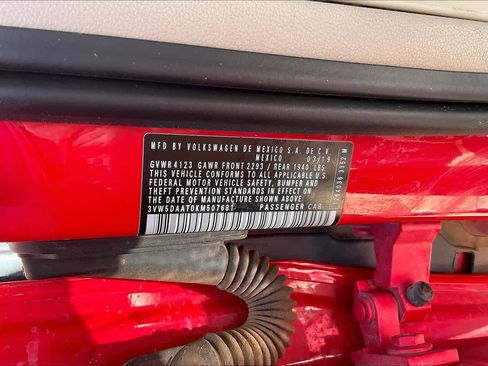 MFD BY VOLKSWAGEN DE MEXICO S.A. DE C.V.
MEXICO 03/19
GVWR 4123 GAWR FRONT 2293 / REAR 1940 LBS
THIS VEHICLE CONFORMS TO ALL APPLICABLE U.S.
FEDERAL MOTOR VEHICLE SAFETY, BUMPER AND
THEFT PREVENTION STANDARDS IN EFFECT ON
THE DATE OF MANUFACTURE SHOWN ABOVE.
3VW5DAAT0KM507681 PASSENGER CAR